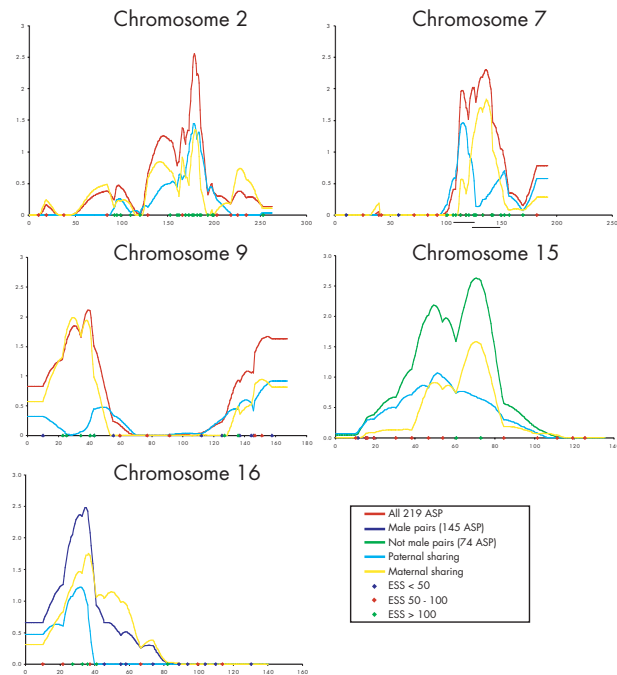 Chromosome 2
3
2.5
2
1.5
1
0.5
0
0 50 100 150 200 250 300
Chromosome 7
3
2.5
2
1.5
1
0.5
0
0 50 100 150 200 250
Chromosome 9
3
2.5
2
1.5
1
0.5
0
0 20 40 60 80 100 120 140 160 180
Chromosome 15
3
2.5
2
1.5
1
0.5
0
0 20 40 60 80 100 120 140
Chromosome 16
3.0
2.5
2.0
1.5
1.0
0.5
0.0
0 20 40 60 80 100 120 140 160
All 219 ASP
Male pairs (145 ASP)
Not male pairs (74 ASP)
Paternal sharing
Maternal sharing
ESS < 50
ESS 50 - 100
ESS > 100